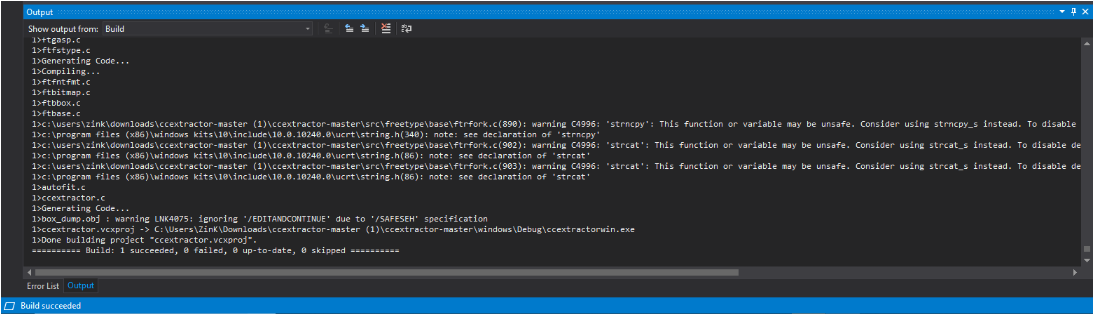 Output
Show output from: Build
1>ftgasp.c
1>ftfstype.c
1>Generating Code...
1>Compiling...
1>ftfntfmt.c
1>ftbitmap.c
1>ftbbox.c
1>ftbase.c
1>c:\users\zink\downloads\ccextractor-master (1)\ccextractor-master\src\freetype\base\ftrfork.c(890): warning C4996: 'strncpy': This function or variable may be unsafe. Consider using strncpy_s instead. To disable
1>c:\program files (x86)\windows kits\10\include\10.0.10240.0\ucrt\string.h(340): note: see declaration of 'strncpy'
1>c:\users\zink\downloads\ccextractor-master (1)\ccextractor-master\src\freetype\base\ftrfork.c(902): warning C4996: 'strcat': This function or variable may be unsafe. Consider using strcat_s instead. To disable de
1>c:\program files (x86)\windows kits\10\include\10.0.10240.0\ucrt\string.h(86): note: see declaration of 'strcat'
1>c:\users\zink\downloads\ccextractor-master (1)\ccextractor-master\src\freetype\base\ftrfork.c(903): warning C4996: 'strcat': This function or variable may be unsafe. Consider using strcat_s instead. To disable de
1>c:\program files (x86)\windows kits\10\include\10.0.10240.0\ucrt\string.h(86): note: see declaration of 'strcat'
1>autofit.c
1>ccextractor.c
1>Generating Code...
1>box_dump.obj : warning LNK4075: ignoring '/EDITANDCONTINUE' due to '/SAFESEH' specification
1>ccextractor.vcxproj -> C:\Users\ZinK\Downloads\ccextractor-master (1)\ccextractor-master\windows\Debug\ccextractorwin.exe
1>Done building project "ccextractor.vcxproj".
========== Build: 1 succeeded, 0 failed, 0 up-to-date, 0 skipped ==========
Error List Output
Build succeeded